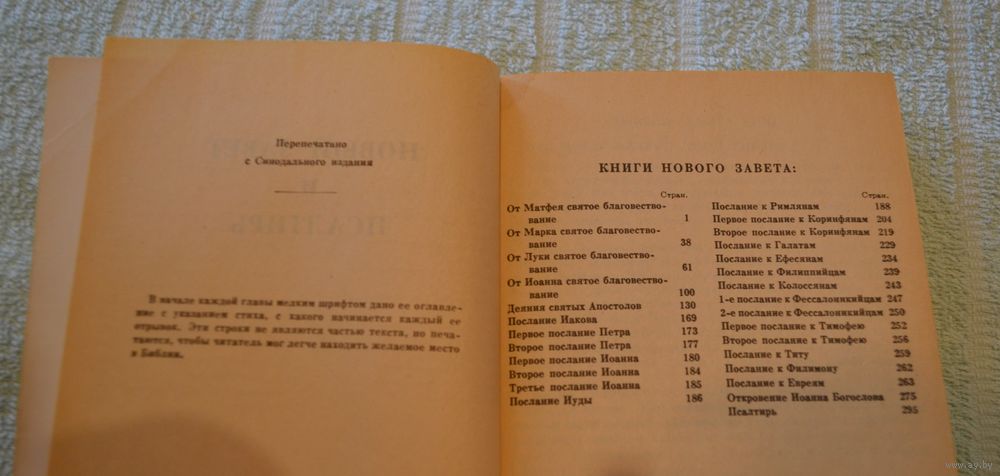 Перепечатано
с Синодального издания
В начале каждой главы мелким шрифтом дано ее оглавле-
ние с указанием стиха, с какого начинается каждый ее
отрывок. Эти строки не являются частью текста, но печа-
таются, чтобы читатель мог легче находить желаемое место
в Библии.
КНИГИ НОВОГО ЗАВЕТА:
Стран.
От Матфея святое благовество-
вание 1
От Марка святое благовество-
вание 38
От Луки святое благовество-
вание 61
От Иоанна святое благовество-
вание 100
Деяния святых Апостолов 130
Послание Иакова 169
Первое послание Петра 173
Второе послание Петра 177
Первое послание Иоанна 180
Второе послание Иоанна 184
Третье послание Иоанна 185
Послание Иуды 186
Стран.
Послание к Римлянам 188
Первое послание к Коринфянам 204
Второе послание к Коринфянам 219
Послание к Галатам 229
Послание к Ефесянам 234
Послание к Филиппийцам 239
Послание к Колоссянам 243
1-е послание к Фессалоникийцам 247
2-е послание к Фессалоникийцам 250
Первое послание к Тимофею 252
Второе послание к Тимофею 256
Послание к Титу 259
Послание к Филимону 262
Послание к Евреям 263
Откровение Иоанна Богослова 275
Псалтирь 295
www.ay.by